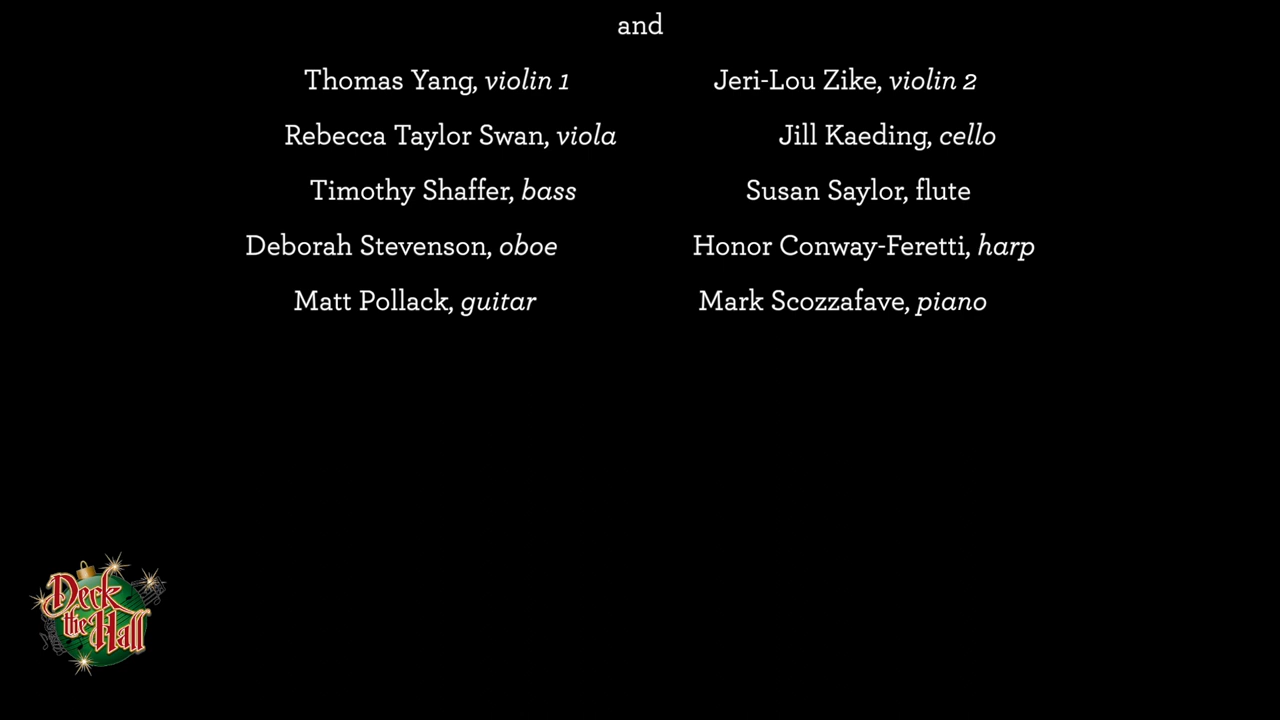 and
Thomas Yang, violin 1 Jeri-Lou Zike, violin 2
Rebecca Taylor Swan, viola Jill Kaeding, cello
Timothy Shaffer, bass Susan Saylor, flute
Deborah Stevenson, oboe Honor Conway-Feretti, harp
Matt Pollack, guitar Mark Scozzafave, piano
Deck
the Hall